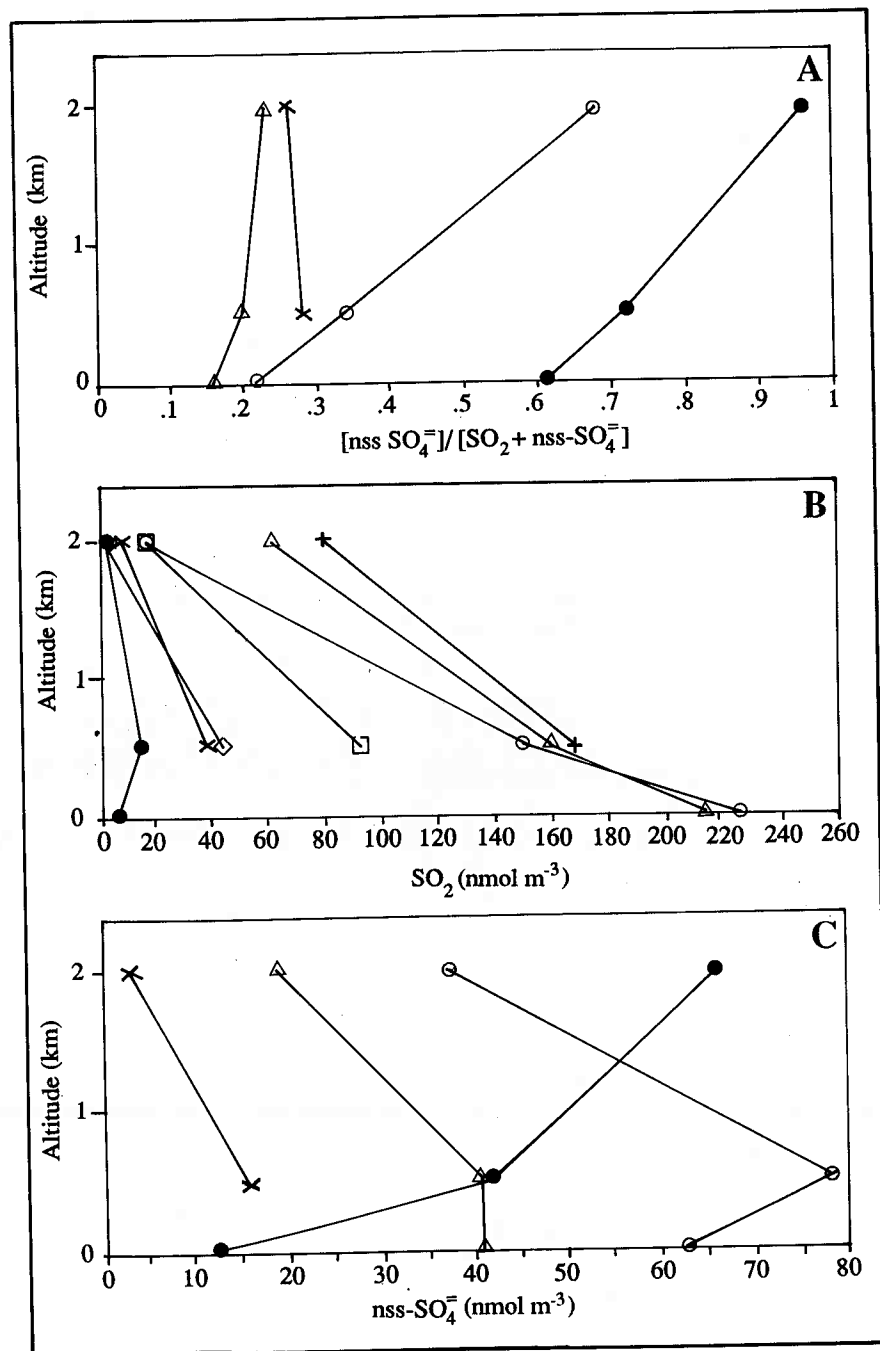 A
Altitude (km)
2
1
0
0 .1 .2 .3 .4 0.5 0.6 .7 .8 .9 1
[nss SO₄⁼]/[SO₂+ nss-SO₄⁼]
B
Altitude (km)
2
1
0
0 20 40 60 80 100 120 140 160 180 200 220 240 260
SO₂ (nmol m⁻³)
C
Altitude (km)
2
1
0
0 10 20 30 40 50 60 70 80
nss-SO₄⁼ (nmol m⁻³)